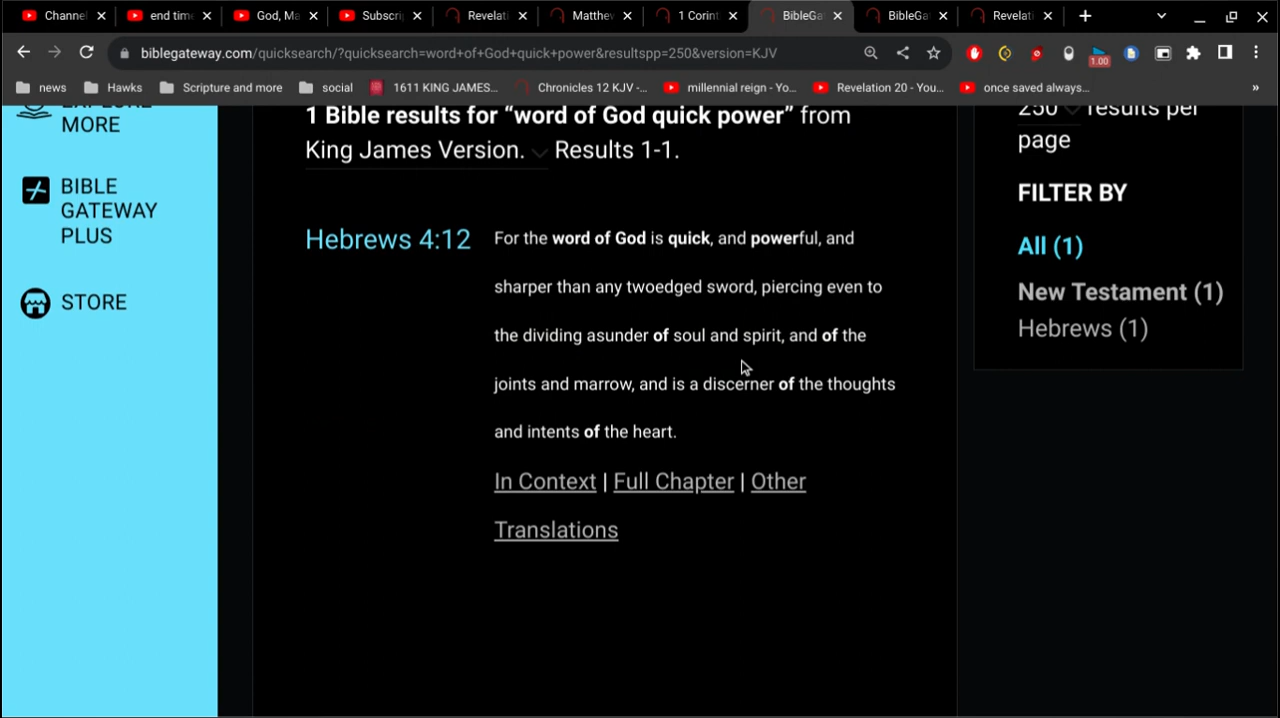 Channel
end time
God, Ma
Subscri
Revelati
Matthew
1 Corint
BibleGa
BibleGat
Revelati
biblegateway.com/quicksearch/?quicksearch=word+of+God+quick+power&resultspp=250&version=KJV
1.00
news
Hawks
Scripture and more
social
1611 KING JAMES...
Chronicles 12 KJV -...
millennial reign - Yo...
Revelation 20 - You...
once saved always...
»
EXPLORE
MORE
BIBLE
GATEWAY
PLUS
STORE
1 Bible results for “word of God quick power” from
King James Version. Results 1-1.
Hebrews 4:12
For the word of God is quick, and powerful, and
sharper than any twoedged sword, piercing even to
the dividing asunder of soul and spirit, and of the
joints and marrow, and is a discerner of the thoughts
and intents of the heart.
In Context | Full Chapter | Other
Translations
250 results per
page
FILTER BY
All (1)
New Testament (1)
Hebrews (1)